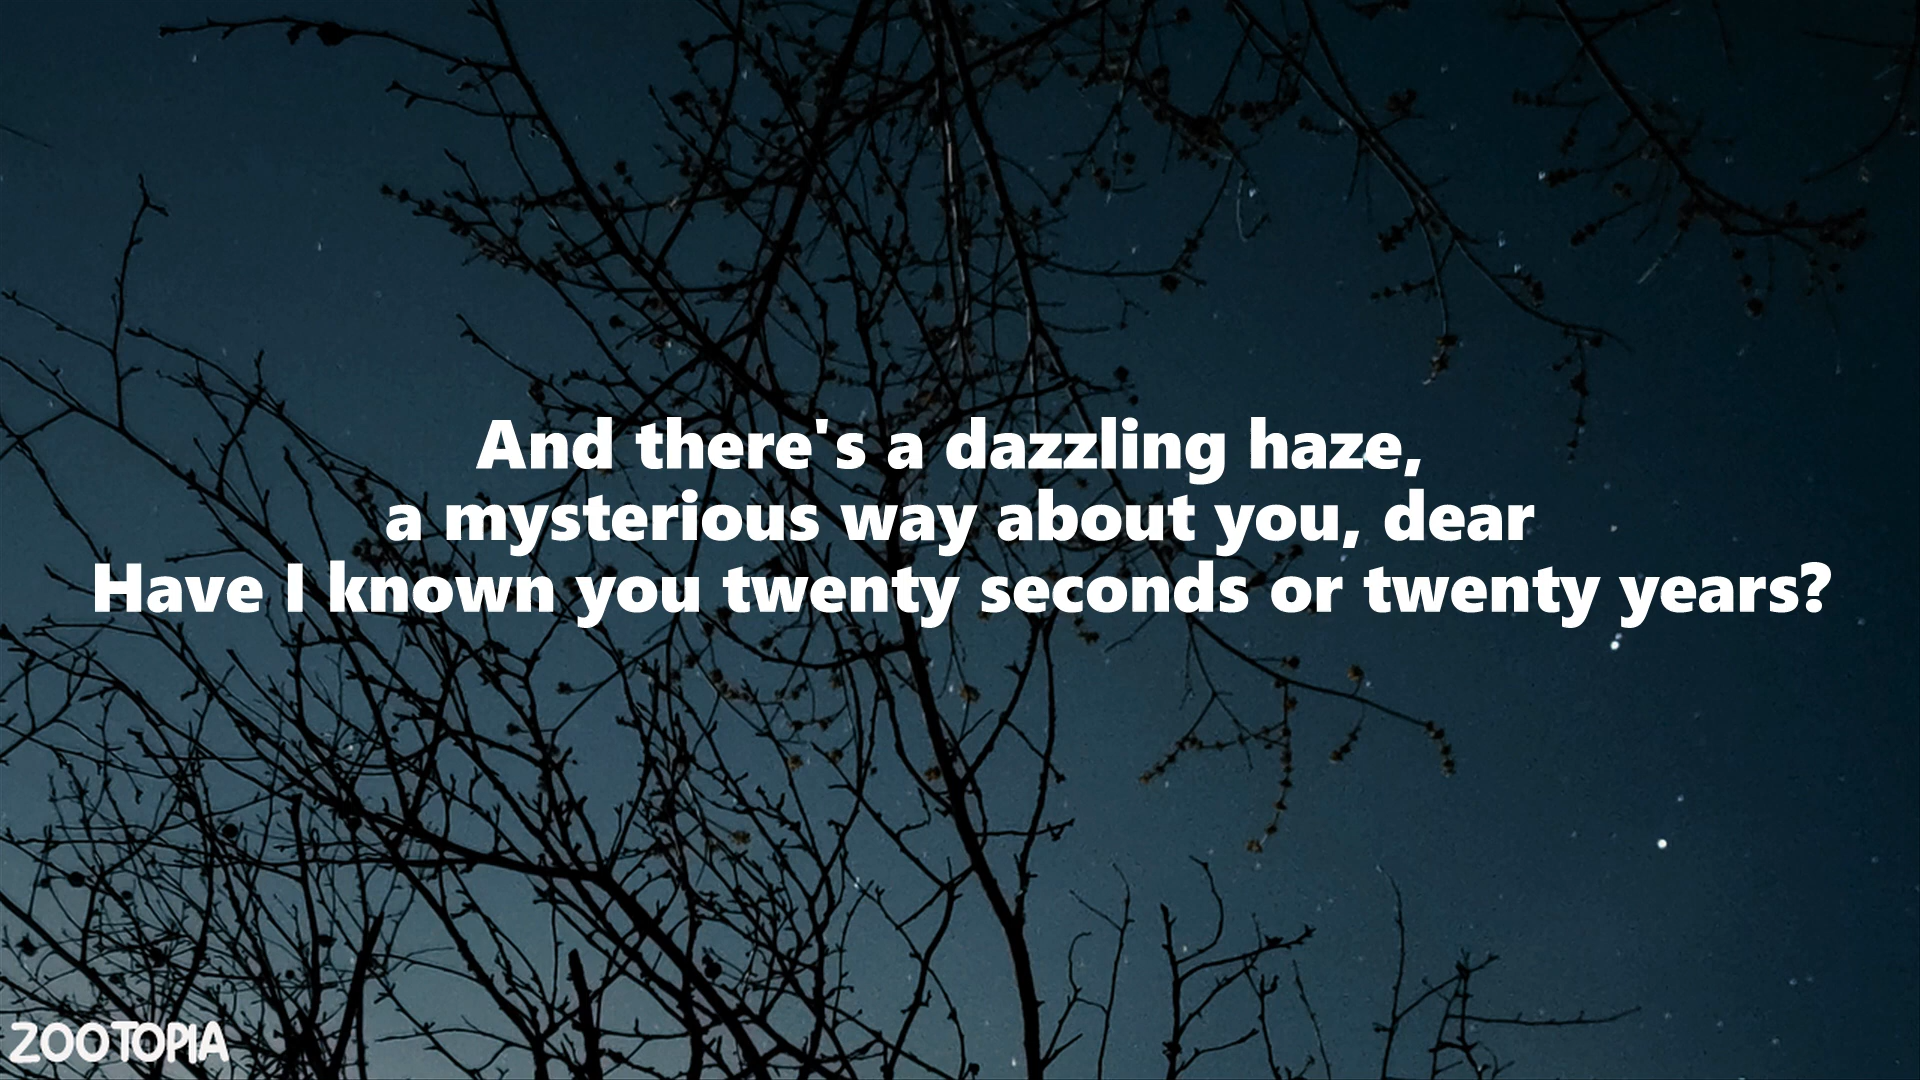 And there's a dazzling haze,
a mysterious way about you, dear
Have I known you twenty seconds or twenty years?
ZOOTOPIA